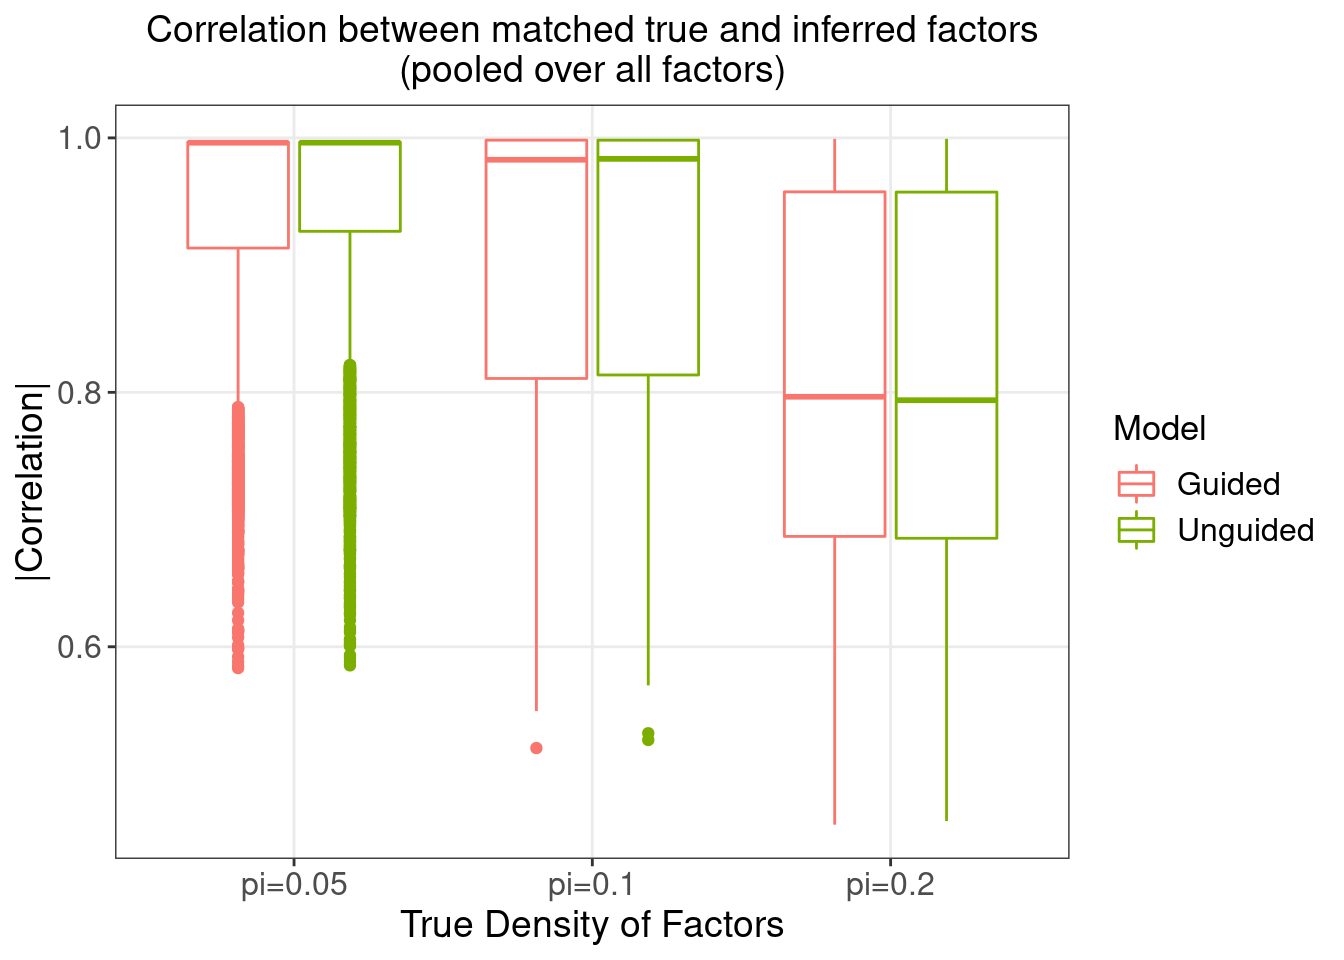 Correlation between matched true and inferred factors
(pooled over all factors)
1.0
0.8
0.6
|Correlation|
pi=0.05
pi=0.1
pi=0.2
True Density of Factors
Model
Guided
Unguided